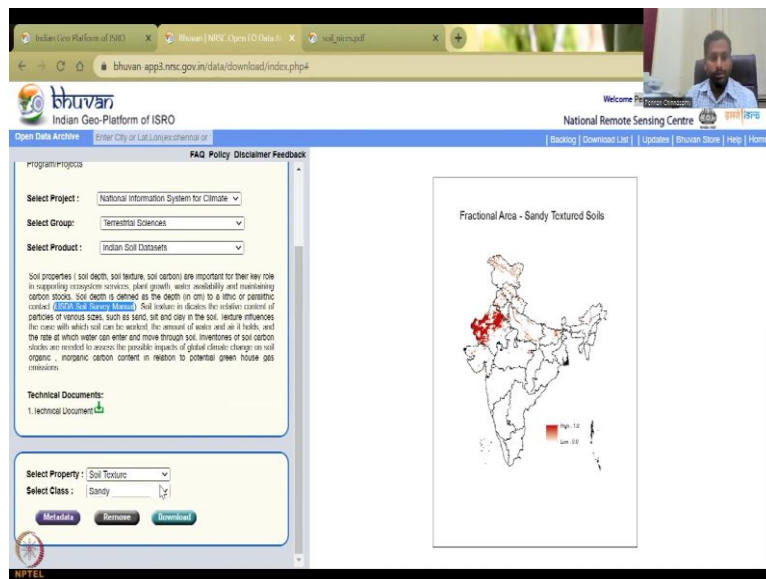 Indian Geo Platform of ISRO
Bhuvan | NRSC Open EO Data A
soil_nices.pdf
bhuvan-app3.nrsc.gov.in/data/download/index.php#
bhuvan
Indian Geo-Platform of ISRO
Welcome
National Remote Sensing Centre
इसरो isro
Open Data Archive
| Backlog | Download List | | Updates | Bhuvan Store | Help | Home
FAQ Policy Disclaimer Feedback
Program/Projects
Select Project : National Information System for Climate
Select Group: Terrestrial Sciences
Select Product : Indian Soil Datasets
Soil properties ( soil depth, soil texture, soil carbon) are important for their key role
in supporting ecosystem services, plant growth, water availability and maintaining
carbon stocks. Soil depth is defined as the depth (in cm) to a lithic or paralithic
contact (USDA Soil Survey Manual). Soil texture in dicates the relative content of
particles of various sizes, such as sand, silt and clay in the soil. Texture influences
the ease with which soil can be worked, the amount of water and air it holds, and
the rate at which water can enter and move through soil. Inventories of soil carbon
stocks are needed to assess the possible impacts of global climate change on soil
organic , inorganic carbon content in relation to potential green house gas
emissions
Technical Documents:
1. Technical Document
Select Property : Soil Texture
Select Class : Sandy
Metadata Remove Download
Fractional Area - Sandy Textured Soils
High : 1.0
Low : 0.0
NPTEL